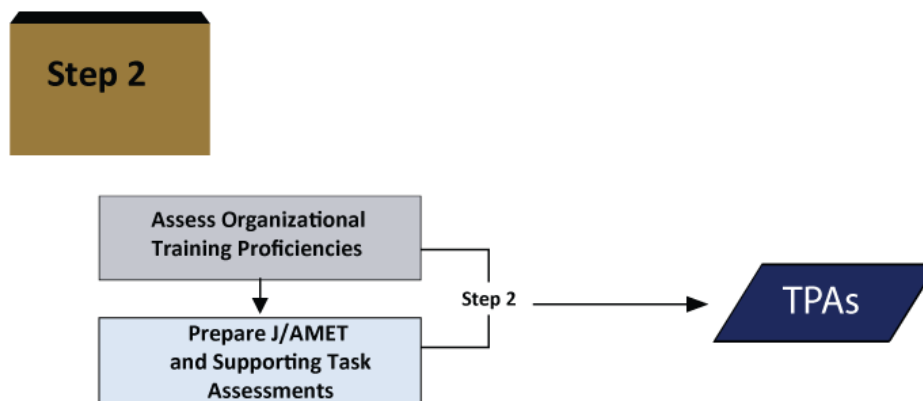 Step 2
Assess Organizational
Training Proficiencies
Step 2
TPAs
Prepare J/AMET
and Supporting Task
Assessments